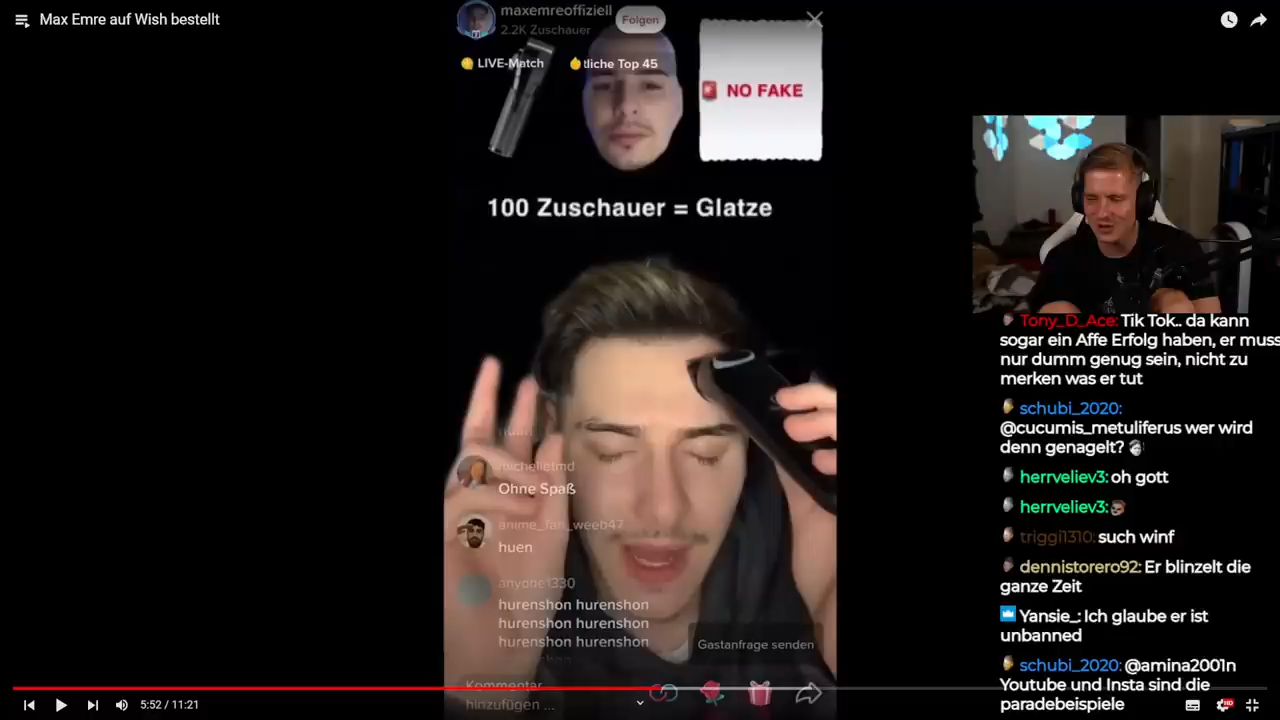 Max Emre auf Wish bestellt
maxemreoffiziell
2.2K Zuschauer
Folgen
LIVE-Match
tliche Top 45
NO FAKE
100 Zuschauer = Glatze
michelletmd
Ohne Spaß
anime_fan_weeb47
huen
anyone1330
hurenshon hurenshon
hurenshon hurenshon
hurenshon hurenshon
Gastanfrage senden
Kommentar
hinzufügen ...
Tony_D_Ace: Tik Tok.. da kann
sogar ein Affe Erfolg haben, er muss
nur dumm genug sein, nicht zu
merken was er tut
schubi_2020:
@cucumis_metuliferus wer wird
denn genagelt?
herrveliev3: oh gott
herrveliev3:
triggi1310: such winf
dennistorero92: Er blinzelt die
ganze Zeit
Yansie_: Ich glaube er ist
unbanned
schubi_2020: @amina2001n
Youtube und Insta sind die
paradebeispiele
5:52 / 11:21